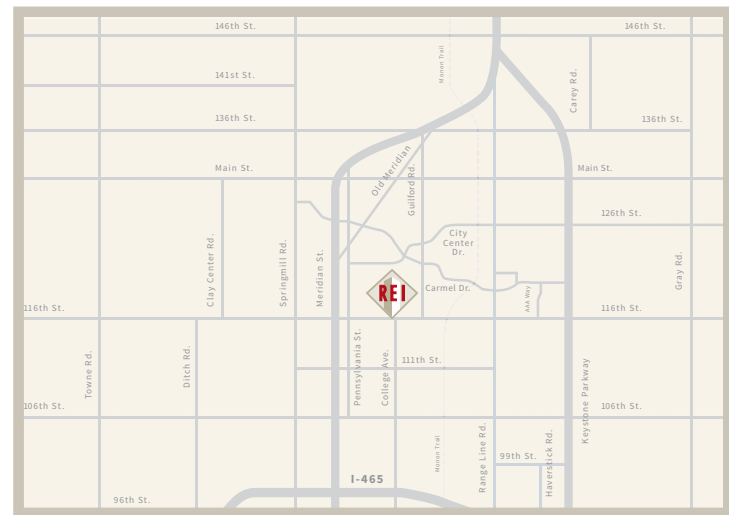 146th St.
146th St.
Monon Trail
141st St.
Carey Rd.
136th St.
136th St.
Main St.
Main St.
Old Meridian
Guilford Rd.
126th St.
City
Center
Dr.
Clay Center Rd.
Springmill Rd.
Meridian St.
Gray Rd.
REI
Carmel Dr.
AAA Way
116th St.
116th St.
Towne Rd.
Ditch Rd.
Pennsylvania St.
College Ave.
111th St.
Keystone Parkway
106th St.
106th St.
Monon Trail
Range Line Rd.
99th St.
Haverstick Rd.
I-465
96th St.